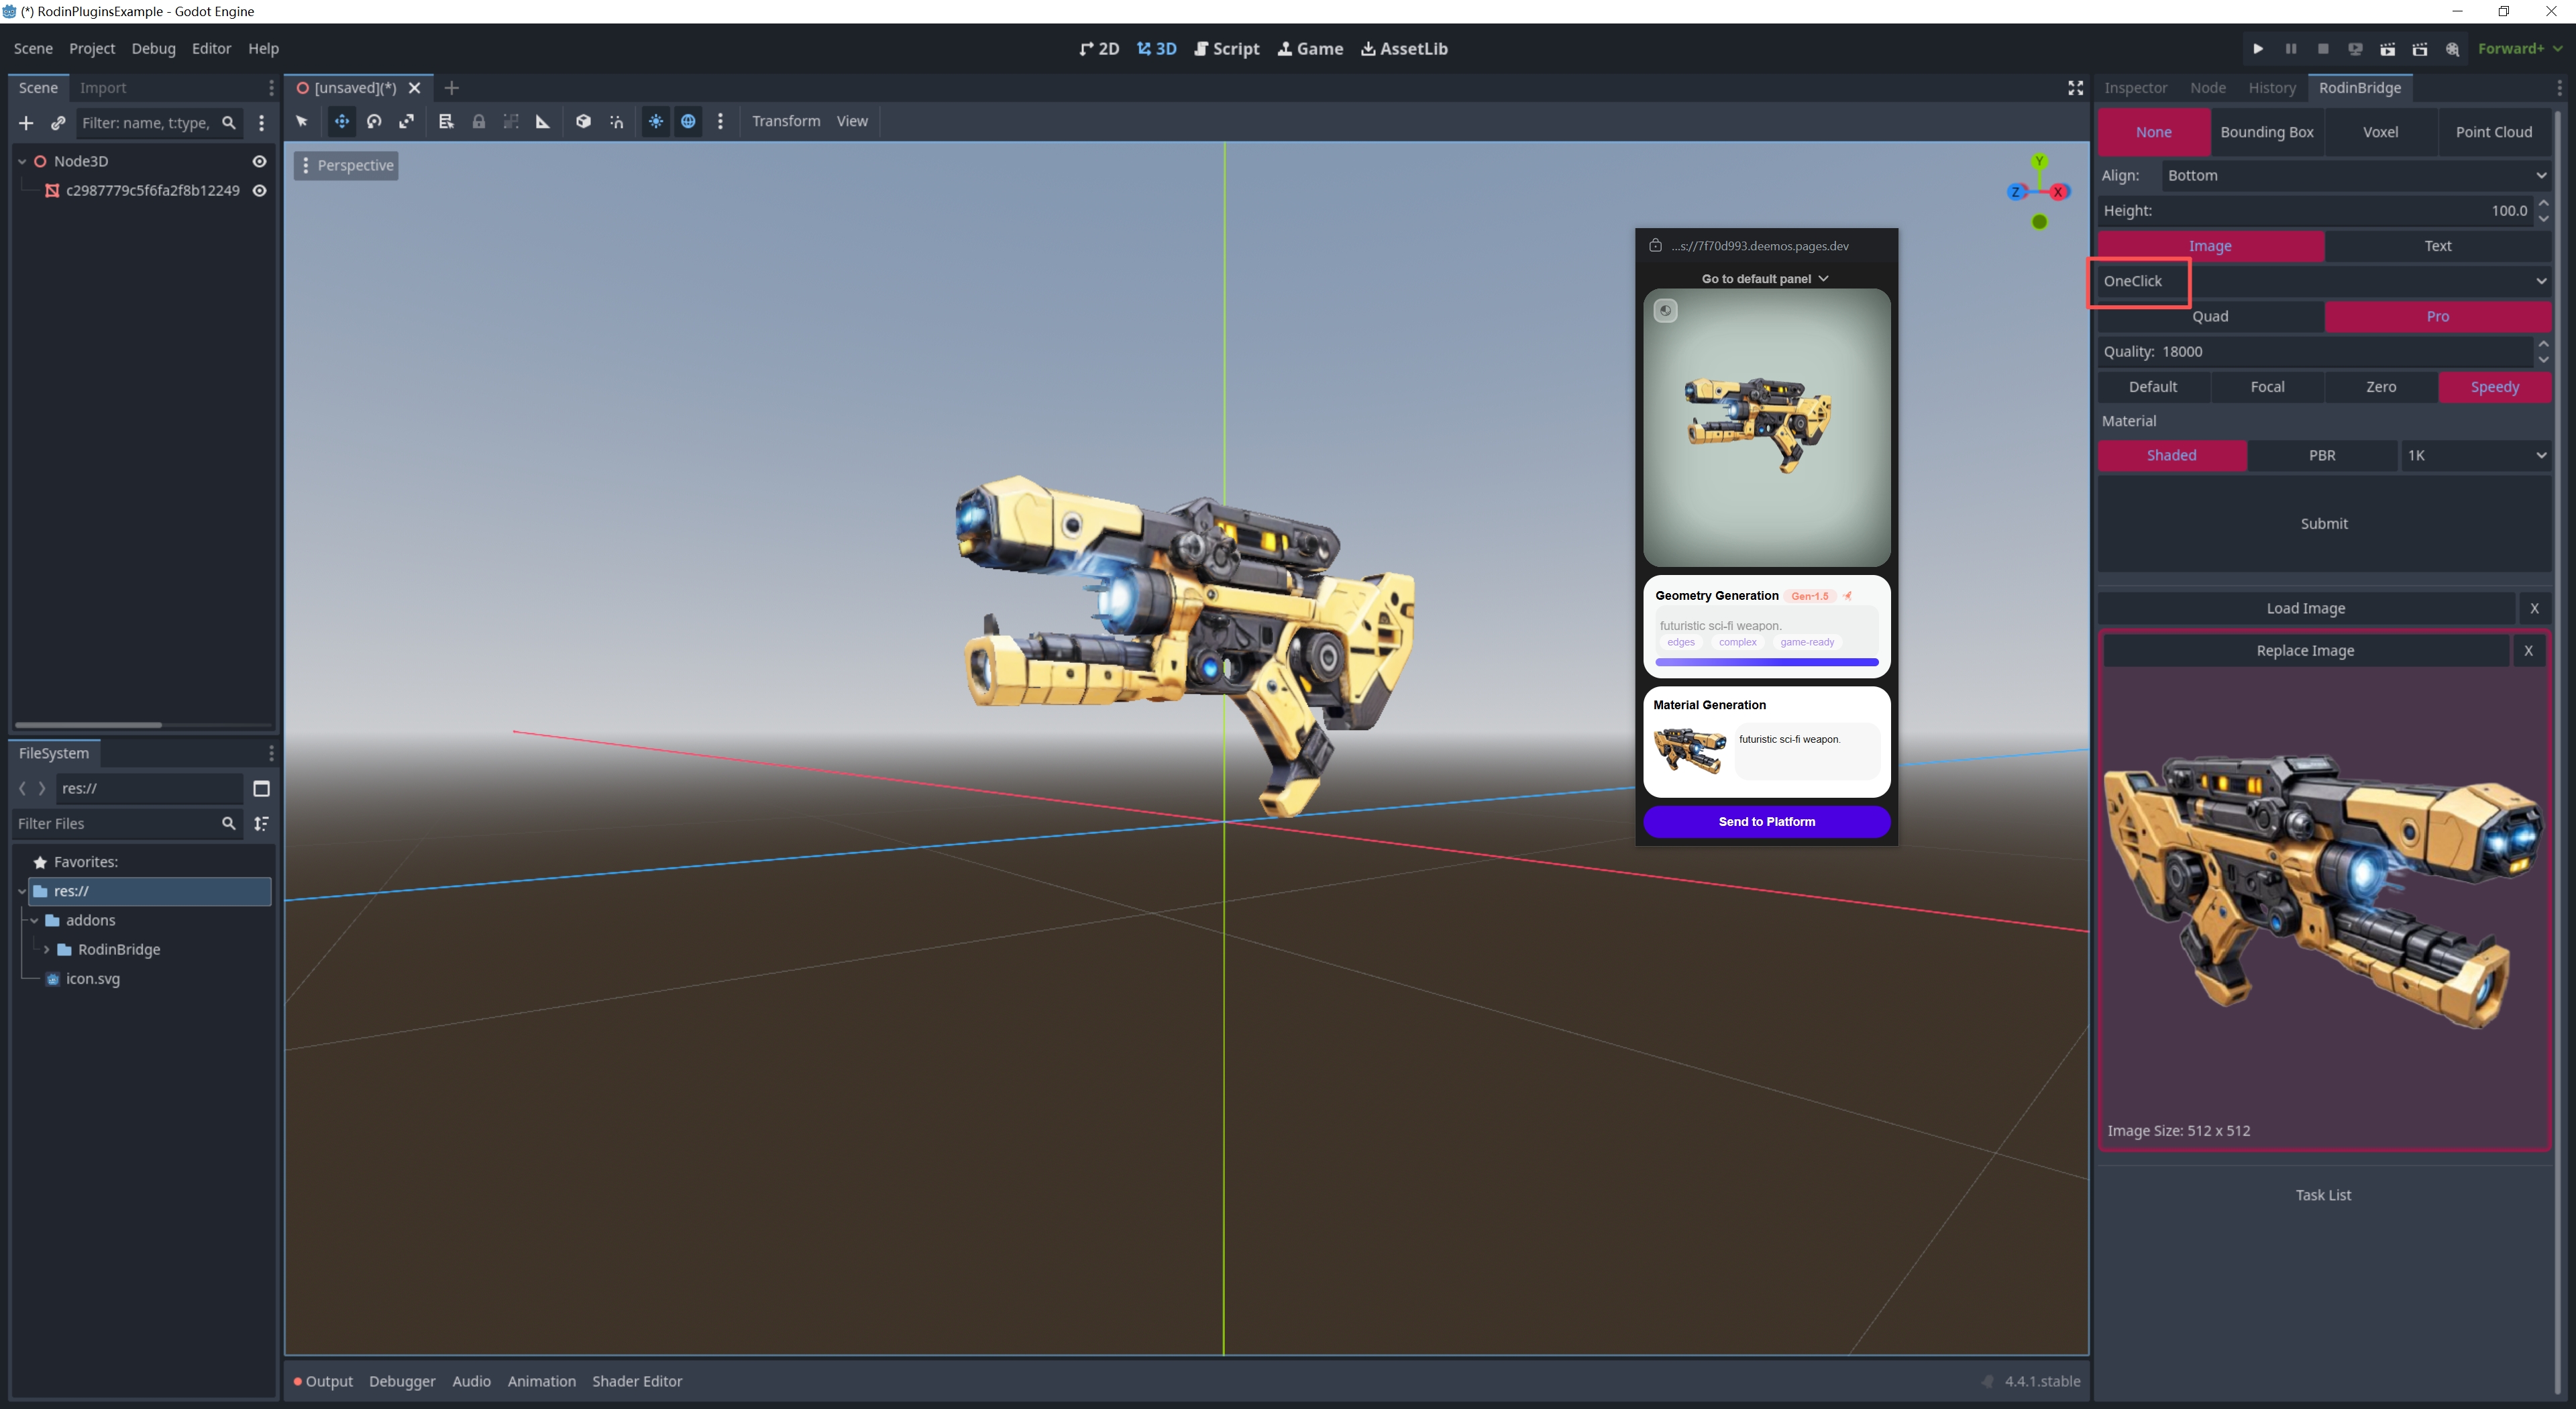 (*) RodinPluginsExample - Godot Engine
Scene Project Debug Editor Help
2D 3D Script Game AssetLib
Forward+
Scene Import
[unsaved](*)
Inspector Node History RodinBridge
Filter: name, t:type,
Transform View
None Bounding Box Voxel Point Cloud
Node3D
c2987779c5f6fa2f8b12249
Perspective
Y
Z
X
Align: Bottom
Height: 100.0
Image Text
OneClick
Quad Pro
Quality: 18000
Default Focal Zero Speedy
Material
Shaded PBR 1K
Submit
Load Image X
Replace Image X
Image Size: 512 x 512
Task List
...s://7f70d993.deemos.pages.dev
Go to default panel
Geometry Generation Gen-1.5
futuristic sci-fi weapon.
edges complex game-ready
Material Generation
futuristic sci-fi weapon.
Send to Platform
FileSystem
res://
Filter Files
Favorites:
res://
addons
RodinBridge
icon.svg
Output Debugger Audio Animation Shader Editor
4.4.1.stable